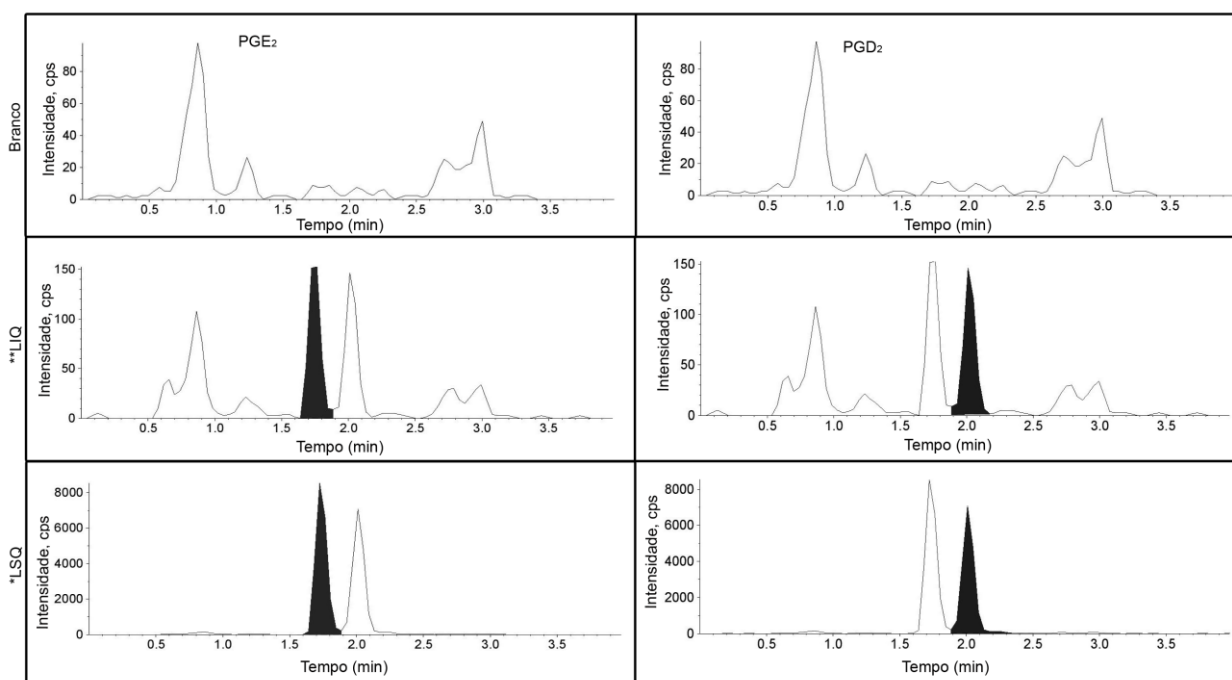 PGE₂
Branco
Intensidade, cps
80
60
40
20
0
0.5 1.0 1.5 2.0 2.5 3.0 3.5
Tempo (min)
PGD₂
Intensidade, cps
80
60
40
20
0
0.5 1.0 1.5 2.0 2.5 3.0 3.5
Tempo (min)
**LIQ
Intensidade, cps
150
100
50
0
0.5 1.0 1.5 2.0 2.5 3.0 3.5
Tempo (min)
Intensidade, cps
150
100
50
0
0.5 1.0 1.5 2.0 2.5 3.0 3.5
Tempo (min)
*LSQ
Intensidade, cps
8000
6000
4000
2000
0
0.5 1.0 1.5 2.0 2.5 3.0 3.5
Tempo (min)
Intensidade, cps
8000
6000
4000
2000
0
0.5 1.0 1.5 2.0 2.5 3.0 3.5
Tempo (min)